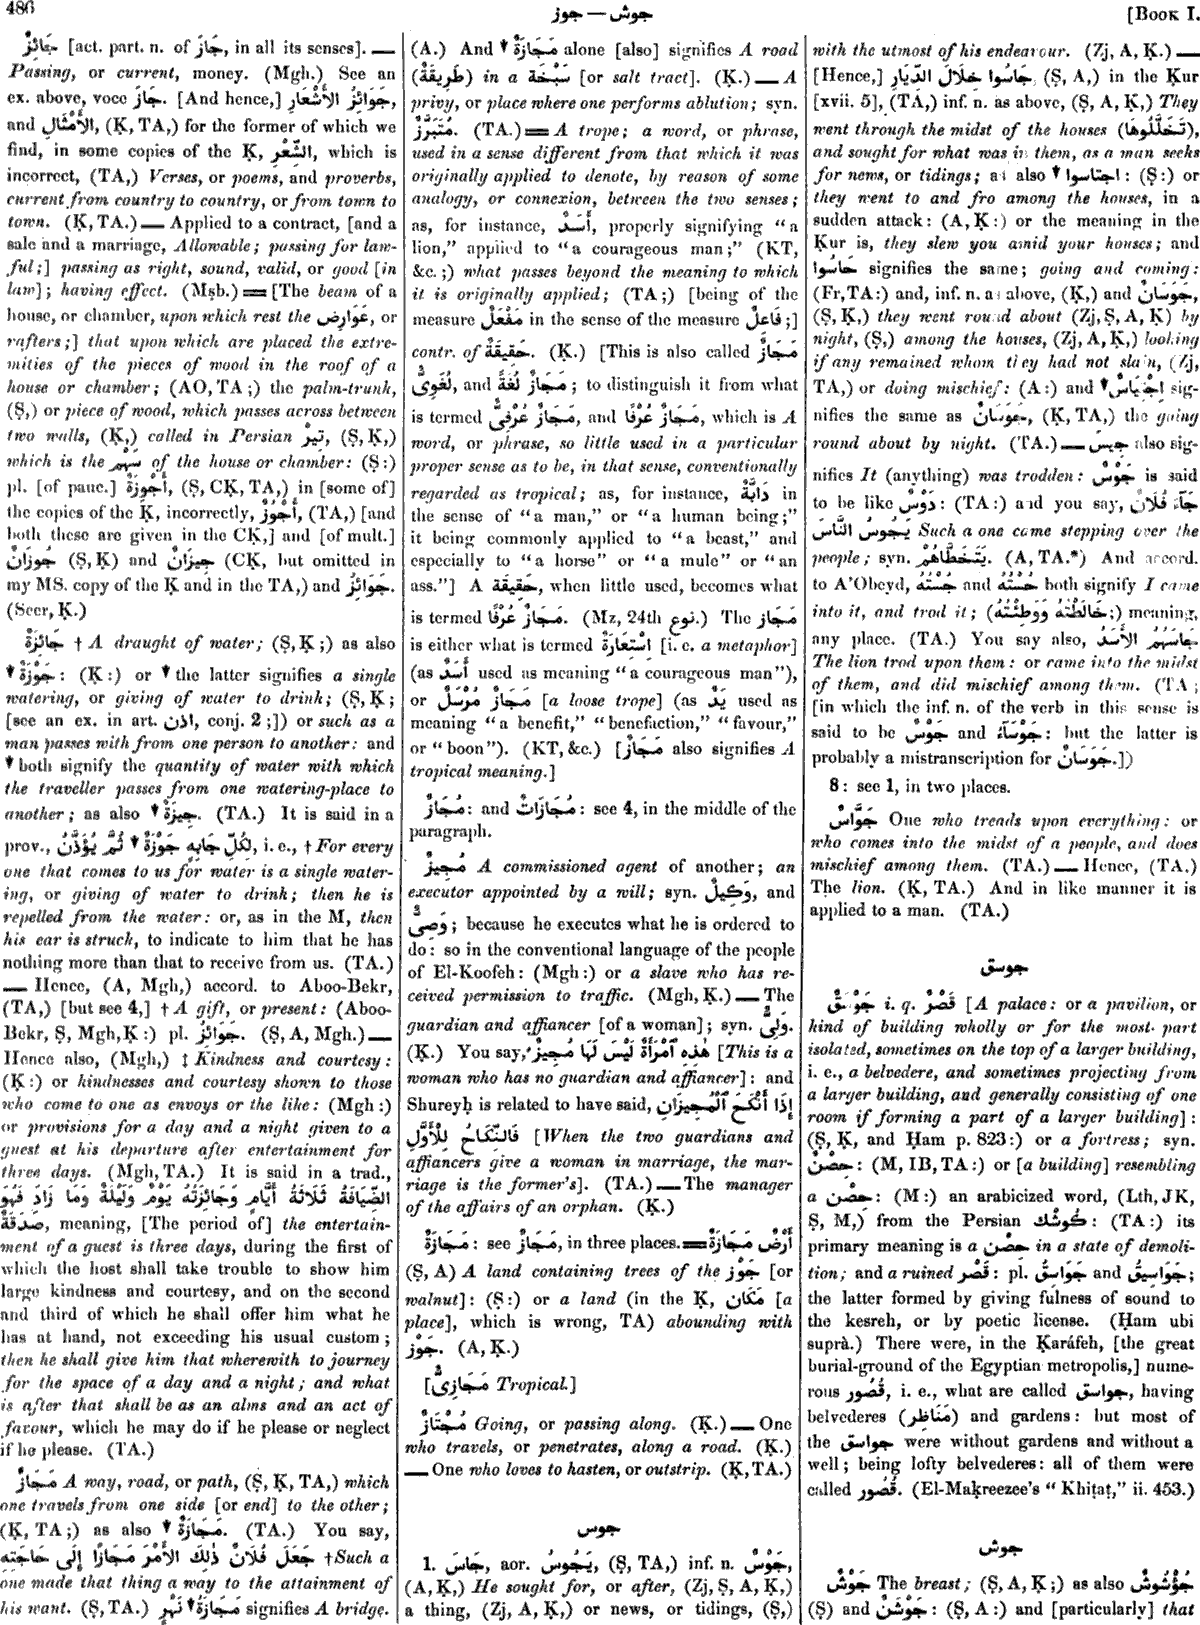 486
جوش — جوز
[Book I.
جَائِزٌ [act. part. n. of جَازَ, in all its senses]. —
Passing, or current, money. (Mgh.) See an
ex. above, voce جَازَ. [And hence,] جَوَائِزُ الأَشْعَارِ,
and الأَمْثَالِ, (Ḳ, TA,) for the former of which we
find, in some copies of the Ḳ, الشِّعْرِ, which is
incorrect, (TA,) Verses, or poems, and proverbs,
current from country to country, or from town to
town. (Ḳ, TA.) — Applied to a contract, [and a
sale and a marriage, Allowable; passing for law-
ful;] passing as right, sound, valid, or good [in
law]; having effect. (Mṣb.) ＝ [The beam of a
house, or chamber, upon which rest the عَوَارِض, or
rafters;] that upon which are placed the extre-
mities of the pieces of wood in the roof of a
house or chamber; (AO, TA;) the palm-trunk,
(Ṣ,) or piece of wood, which passes across between
two walls, (Ḳ,) called in Persian تِير, (Ṣ, Ḳ,)
which is the سَهْم of the house or chamber: (Ṣ:)
pl. [of pauc.] أَجْوِزَةٌ, (Ṣ, CḲ, TA,) in [some of]
the copies of the Ḳ, incorrectly, أَجْوُزٌ, (TA,) [and
both these are given in the CḲ,] and [of mult.]
جُوزَانٌ (Ṣ, Ḳ) and جِيزَانٌ (CḲ, but omitted in
my MS. copy of the Ḳ and in the TA,) and جَوَائِزُ.
(Seer, Ḳ.)
جَائِزَةٌ † A draught of water; (Ṣ, Ḳ;) as also
▼ جَوْزَةٌ: (Ḳ:) or ▼ the latter signifies a single
watering, or giving of water to drink; (Ṣ, Ḳ;
[see an ex. in art. اذن, conj. 2;]) or such as a
man passes with from one person to another: and
▼ both signify the quantity of water with which
the traveller passes from one watering-place to
another; as also ▼ جِيزَةٌ. (TA.) It is said in a
prov., لِكُلِّ جَابِهٍ جَوْزَةٌ ▼ ثُمَّ يُؤَذَّنُ, i. e., † For every
one that comes to us for water is a single water-
ing, or giving of water to drink; then he is
repelled from the water: or, as in the M, then
his ear is struck, to indicate to him that he has
nothing more than that to receive from us. (TA.)
— Hence, (A, Mgh,) accord. to Aboo-Bekr,
(TA,) [but see 4,] † A gift, or present: (Aboo-
Bekr, Ṣ, Mgh, Ḳ:) pl. جَوَائِزُ. (Ṣ, A, Mgh.) —
Hence also, (Mgh,) ‡ Kindness and courtesy:
(Ḳ:) or kindnesses and courtesy shown to those
who come to one as envoys or the like: (Mgh:)
or provisions for a day and a night given to a
guest at his departure after entertainment for
three days. (Mgh, TA.) It is said in a trad.,
الضِّيَافَةُ ثَلَاثَةُ أَيَّامٍ وَجَائِزَتُهُ يَوْمٌ وَلَيْلَةٌ وَمَا زَادَ فَهُوَ
صَدَقَةٌ, meaning, [The period of] the entertain-
ment of a guest is three days, during the first of
which the host shall take trouble to show him
large kindness and courtesy, and on the second
and third of which he shall offer him what he
has at hand, not exceeding his usual custom;
then he shall give him that wherewith to journey
for the space of a day and a night; and what
is after that shall be as an alms and an act of
favour, which he may do if he please or neglect
if he please. (TA.)
مَجَازٌ A way, road, or path, (Ṣ, Ḳ, TA,) which
one travels from one side [or end] to the other;
(Ḳ, TA;) as also ▼ مَجَازَةٌ. (TA.) You say,
جَعَلَ فُلَانٌ ذٰلِكَ الأَمْرَ مَجَازًا إِلَى حَاجَتِهِ † Such a
one made that thing a way to the attainment of
his want. (Ṣ, TA.) مَجَازَةُ ▼ نَهْرٍ signifies A bridge.
(A.) And ▼ مَجَازَةٌ alone [also] signifies A road
(طَرِيقَةٌ) in a سَبْخَة [or salt tract]. (Ḳ.) — A
privy, or place where one performs ablution; syn.
مُتَبَرَّزٌ. (TA.) ＝ A trope; a word, or phrase,
used in a sense different from that which it was
originally applied to denote, by reason of some
analogy, or connexion, between the two senses;
as, for instance, أَسَدٌ, properly signifying “a
lion,” applied to “a courageous man;” (KT,
&c.;) what passes beyond the meaning to which
it is originally applied; (TA;) [being of the
measure مَفْعَلٌ in the sense of the measure فَاعِلٌ;]
contr. of حَقِيقَةٌ. (Ḳ.) [This is also called مَجَازٌ
لُغَوِىٌّ, and مَجَازٌ لُغَةً; to distinguish it from what
is termed مَجَازٌ عُرْفِىٌّ, and مَجَازٌ عُرْفًا, which is A
word, or phrase, so little used in a particular
proper sense as to be, in that sense, conventionally
regarded as tropical; as, for instance, دَابَّةٌ in
the sense of “a man,” or “a human being;”
it being commonly applied to “a beast,” and
especially to “a horse” or “a mule” or “an
ass.”] A حَقِيقَة, when little used, becomes what
is termed مَجَازٌ عُرْفًا. (Mz, 24th نوع.) The مَجَاز
is either what is termed اسْتِعَارَةٌ [i. e. a metaphor]
(as أَسَدٌ used as meaning “a courageous man”),
or مَجَازٌ مُرْسَلٌ [a loose trope] (as يَدٌ used as
meaning “a benefit,” “benefaction,” “favour,”
or “boon”). (KT, &c.) [مَجَازٌ also signifies A
tropical meaning.]
مُجَازٌ: and مُجَازَاتٌ: see 4, in the middle of the
paragraph.
مُجِيزٌ A commissioned agent of another; an
executor appointed by a will; syn. وَكِيلٌ, and
وَصِىٌّ; because he executes what he is ordered to
do: so in the conventional language of the people
of El-Koofeh: (Mgh:) or a slave who has re-
ceived permission to traffic. (Mgh, Ḳ.) — The
guardian and affiancer [of a woman]; syn. وَلِىٌّ.
(Ḳ.) You say, هٰذِهِ ٱمْرَأَةٌ لَيْسَ لَهَا مُجِيزٌ [This is a
woman who has no guardian and affiancer]: and
Shureyḥ is related to have said, إِذَا أَنْكَحَ ٱلْمُجِيزَانِ
فَالنِّكَاحُ لِلْأَوَّلِ [When the two guardians and
affiancers give a woman in marriage, the mar-
riage is the former's]. (TA.) — The manager
of the affairs of an orphan. (Ḳ.)
مَجَازَةٌ: see مَجَازٌ, in three places. ＝ أَرْضٌ مَجَازَةٌ
(Ṣ, A) A land containing trees of the جَوْز [or
walnut]: (Ṣ:) or a land (in the Ḳ, مَكَان [a
place], which is wrong, TA) abounding with
جَوْز. (A, Ḳ.)
[مَجَازِىٌّ Tropical.]
مُجْتَازٌ Going, or passing along. (Ḳ.) — One
who travels, or penetrates, along a road. (Ḳ.)
— One who loves to hasten, or outstrip. (Ḳ, TA.)
جوس
1. جَاسَ, aor. يَجُوسُ, (Ṣ, TA,) inf. n. جَوْسٌ,
(A, Ḳ,) He sought for, or after, (Zj, Ṣ, A, Ḳ,)
a thing, (Zj, A, Ḳ,) or news, or tidings, (Ṣ,)
with the utmost of his endeavour. (Zj, A, Ḳ.) —
[Hence,] جَاسُوا خِلَالَ الدِّيَارِ, (Ṣ, A,) in the Ḳur
[xvii. 5], (TA,) inf. n. as above, (Ṣ, A, Ḳ,) They
went through the midst of the houses (تَخَلَّلُوهَا),
and sought for what was in them, as a man seeks
for news, or tidings; as also ▼ اجتاسوا: (Ṣ:) or
they went to and fro among the houses, in a
sudden attack: (A, Ḳ:) or the meaning in the
Ḳur is, they slew you amid your houses; and
حَاسُوا signifies the same; going and coming:
(Fr, TA:) and, inf. n. as above, (Ḳ,) and جَوَسَانٌ,
(Ṣ, Ḳ,) they went round about (Zj, Ṣ, A, Ḳ) by
night, (Ṣ,) among the houses, (Zj, A, Ḳ,) looking
if any remained whom they had not slain, (Zj,
TA,) or doing mischief: (A:) and ▼ اِجْتِيَاسٌ sig-
nifies the same as جَوَسَانٌ, (Ḳ, TA,) the going
round about by night. (TA.) — جِيسَ also sig-
nifies It (anything) was trodden: جَوْسٌ is said
to be like دَوْسٌ: (TA:) and you say, جَآءَ فُلَانٌ
يَجُوسُ النَّاسَ Such a one came stepping over the
people; syn. يَتَخَطَّاهُمْ. (A, TA.*) And accord.
to A'Obeyd, جُسْتُهُ and حُسْتُهُ both signify I came
into it, and trod it; (خَالَطْتُهُ وَوَطِئْتُهُ;) meaning,
any place. (TA.) You say also, جَاسَهُمُ الأَسَدُ
The lion trod upon them: or came into the midst
of them, and did mischief among them. (TA;
[in which the inf. n. of the verb in this sense is
said to be جَوْسٌ and جَوْسَآءُ: but the latter is
probably a mistranscription for جَوَسَانٌ.])
8: see 1, in two places.
جَوَّاسٌ One who treads upon everything: or
who comes into the midst of a people, and does
mischief among them. (TA.) — Hence, (TA.)
The lion. (Ḳ, TA.) And in like manner it is
applied to a man. (TA.)
جوسق
جَوْسَقٌ i. q. قَصْرٌ [A palace: or a pavilion, or
kind of building wholly or for the most part
isolated, sometimes on the top of a larger building,
i. e., a belvedere, and sometimes projecting from
a larger building, and generally consisting of one
room if forming a part of a larger building]:
(Ṣ, Ḳ, and Ḥam p. 823:) or a fortress; syn.
حِصْنٌ: (M, IB, TA:) or [a building] resembling
a حِصْن: (M:) an arabicized word, (Lth, JK,
Ṣ, M,) from the Persian كُوشْك: (TA:) its
primary meaning is a حِصْن in a state of demoli-
tion; and a ruined قَصْر: pl. جَوَاسِقُ and جَوَاسِيقُ;
the latter formed by giving fulness of sound to
the kesreh, or by poetic license. (Ḥam ubi
suprà.) There were, in the Ḳaráfeh, [the great
burial-ground of the Egyptian metropolis,] nume-
rous قُصُور, i. e., what are called جواسق, having
belvederes (مَنَاظِر) and gardens: but most of
the جواسق were without gardens and without a
well; being lofty belvederes: all of them were
called قُصُور. (El-Maḳreezee's “Khiṭaṭ,” ii. 453.)
جوش
جَوْشٌ The breast; (Ṣ, A, Ḳ;) as also جُؤْشُوشٌ
(Ṣ) and جَوْشَنٌ: (Ṣ, A:) and [particularly] that